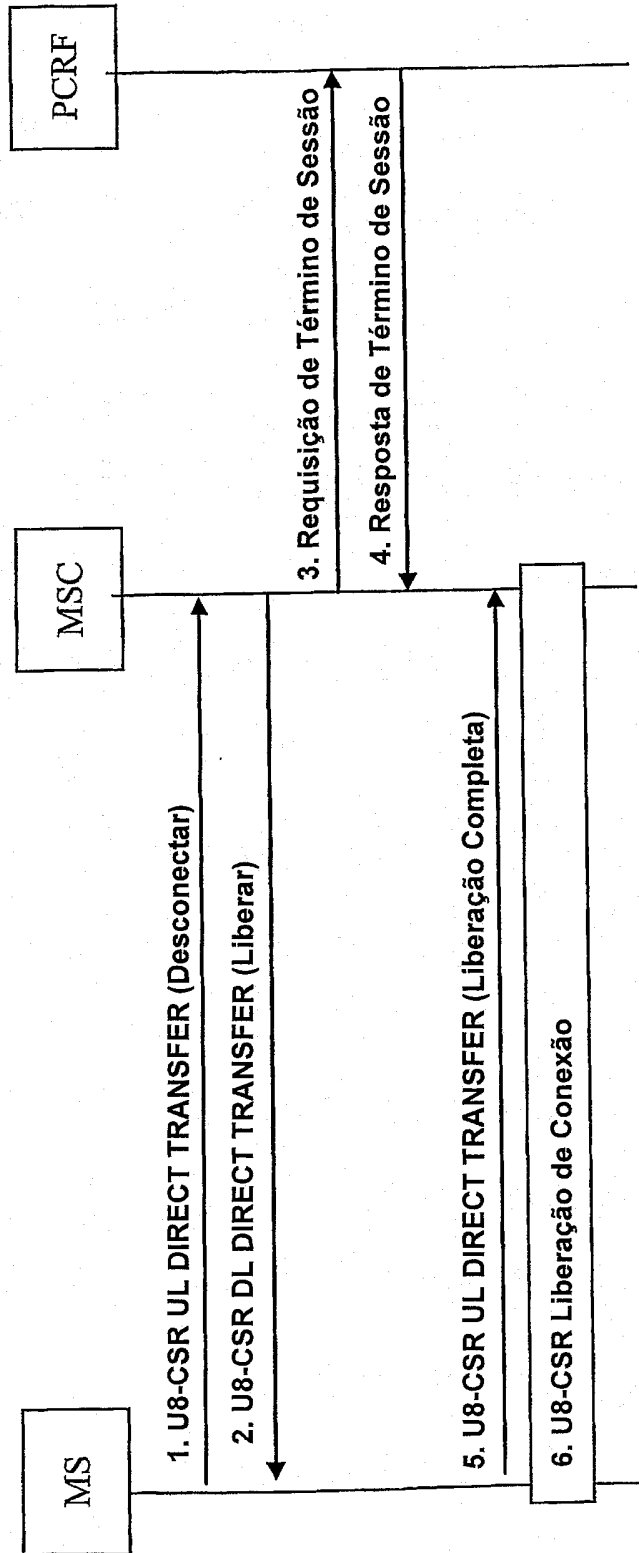 MS
MSC
PCRF
1. U8-CSR UL DIRECT TRANSFER (Desconectar)
2. U8-CSR DL DIRECT TRANSFER (Liberar)
3. Requisição de Término de Sessão
4. Resposta de Término de Sessão
5. U8-CSR UL DIRECT TRANSFER (Liberação Completa)
6. U8-CSR Liberação de Conexão